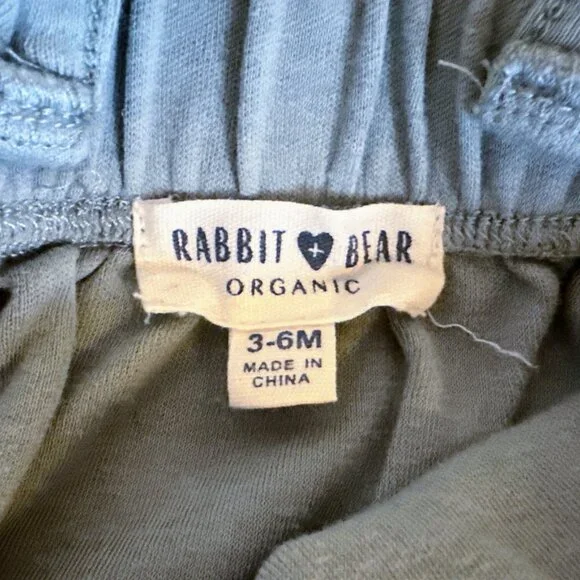 RABBIT + BEAR
ORGANIC
3-6M
MADE IN
CHINA